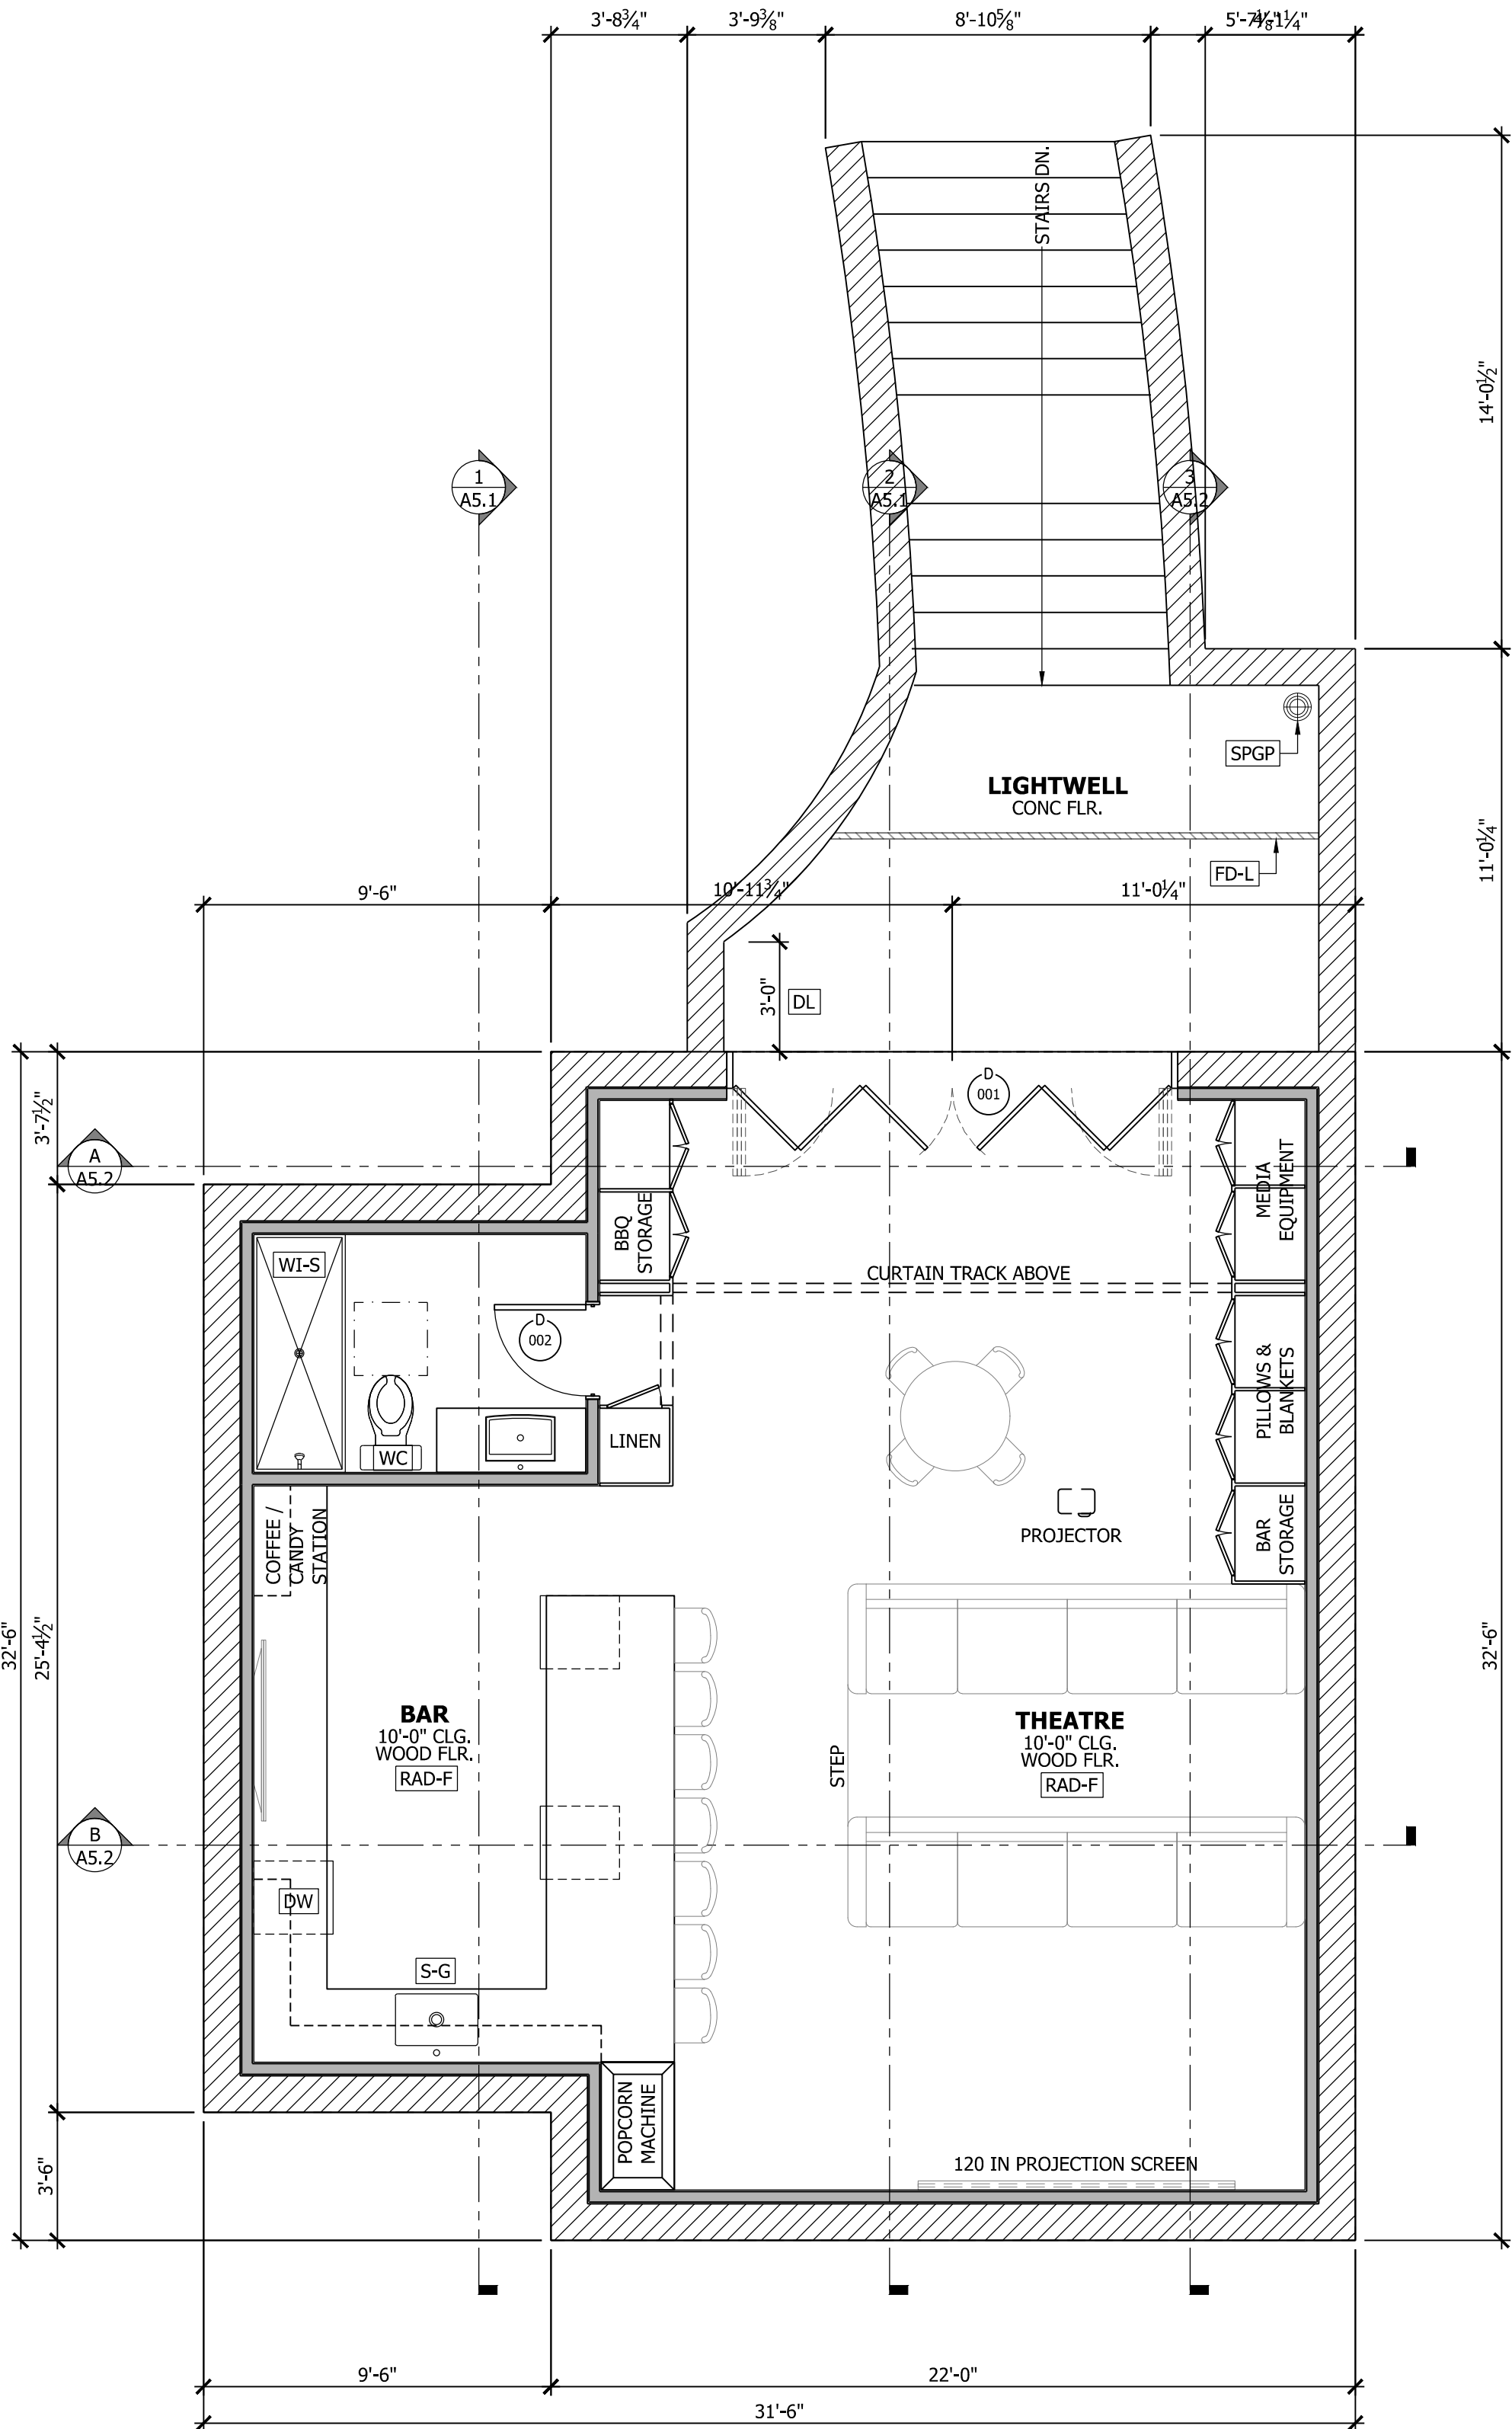 3'-8¾"
3'-9⅜"
8'-10⅝"
STAIRS DN.
14'-0½"
1
A5.1
2
A5.1
3
A5.2
SPGP
LIGHTWELL
CONC FLR.
FD-L
11'-0¼"
9'-6"
10'-11¾"
11'-0¼"
3'-0"
DL
D
001
3'-7½"
A
A5.2
BBQ
STORAGE
MEDIA
EQUIPMENT
WI-S
CURTAIN TRACK ABOVE
D
002
PILLOWS &
BLANKETS
LINEN
WC
COFFEE /
CANDY
STATION
PROJECTOR
BAR
STORAGE
32'-6"
25'-4½"
32'-6"
BAR
10'-0" CLG.
WOOD FLR.
RAD-F
STEP
THEATRE
10'-0" CLG.
WOOD FLR.
RAD-F
B
A5.2
DW
S-G
POPCORN
MACHINE
120 IN PROJECTION SCREEN
3'-6"
9'-6"
22'-0"
31'-6"